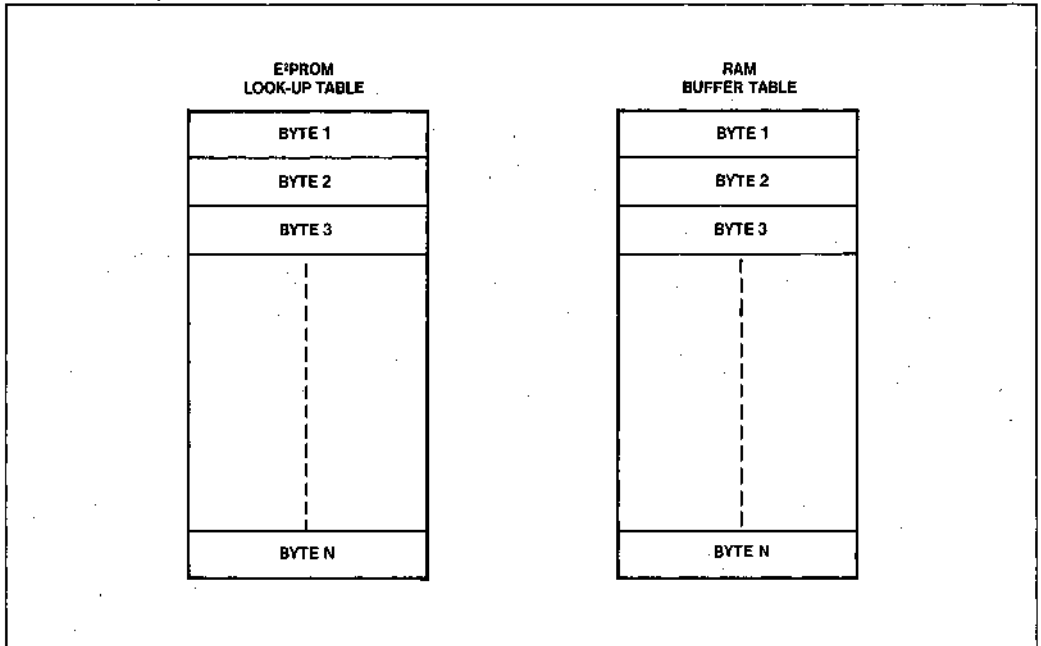 E²PROM
LOOK-UP TABLE
BYTE 1
BYTE 2
BYTE 3
BYTE N
RAM
BUFFER TABLE
BYTE 1
BYTE 2
BYTE 3
BYTE N